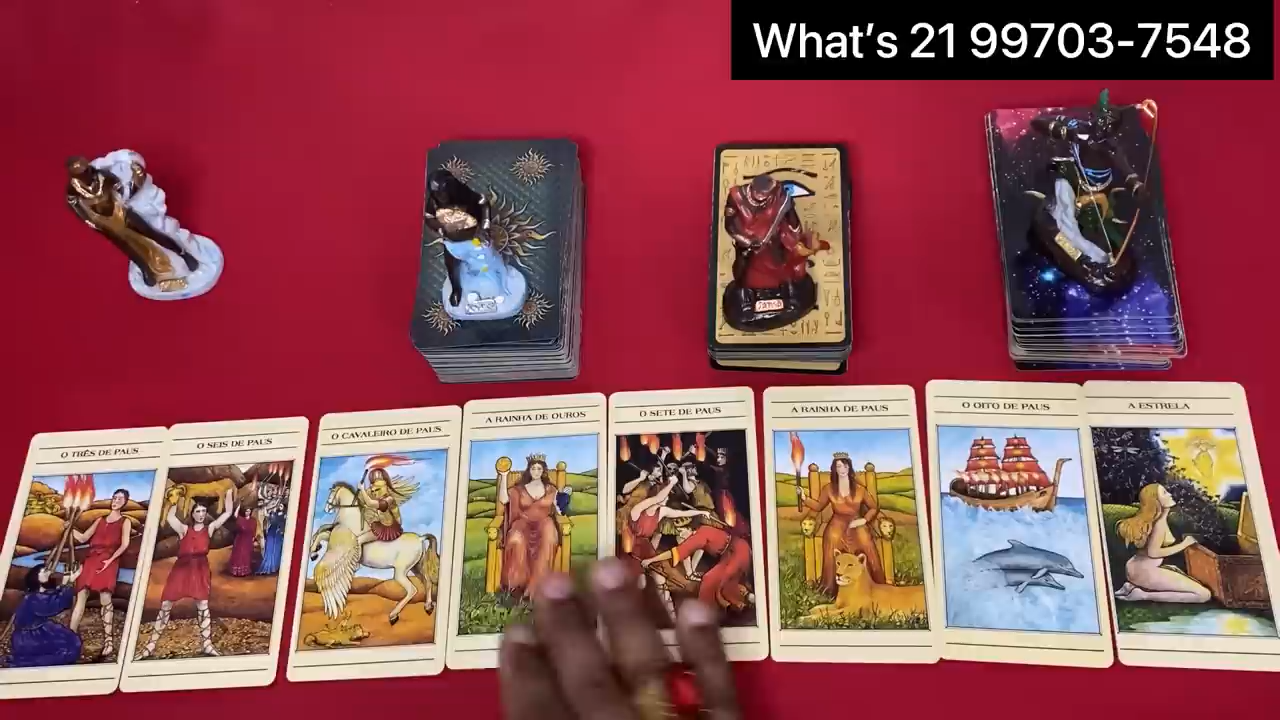 What's 21 99703-7548
O TRÊS DE PAUS
O SEIS DE PAUS
O CAVALEIRO DE PAUS
A RAINHA DE OUROS
O SETE DE PAUS
A RAINHA DE PAUS
O OITO DE PAUS
A ESTRELA